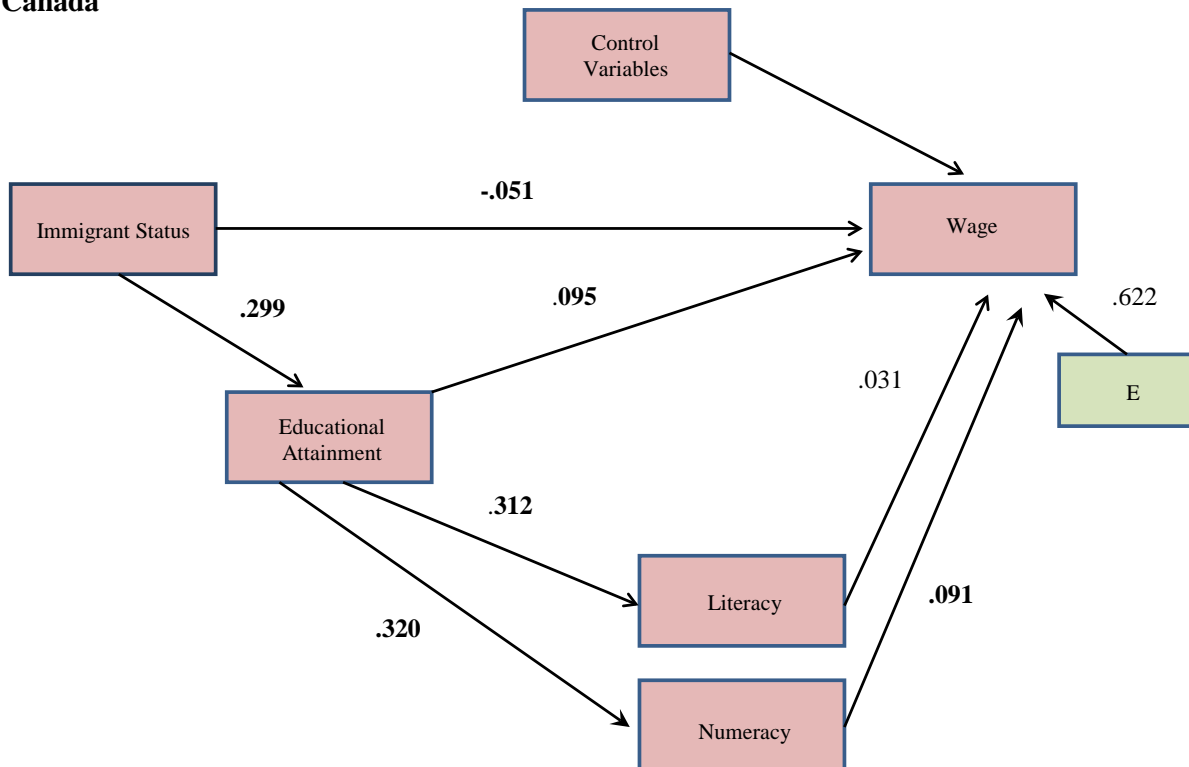 Canada
Control
Variables
-.051
Immigrant Status
Wage
.299
.095
.622
.031
E
Educational
Attainment
.312
Literacy
.091
.320
Numeracy